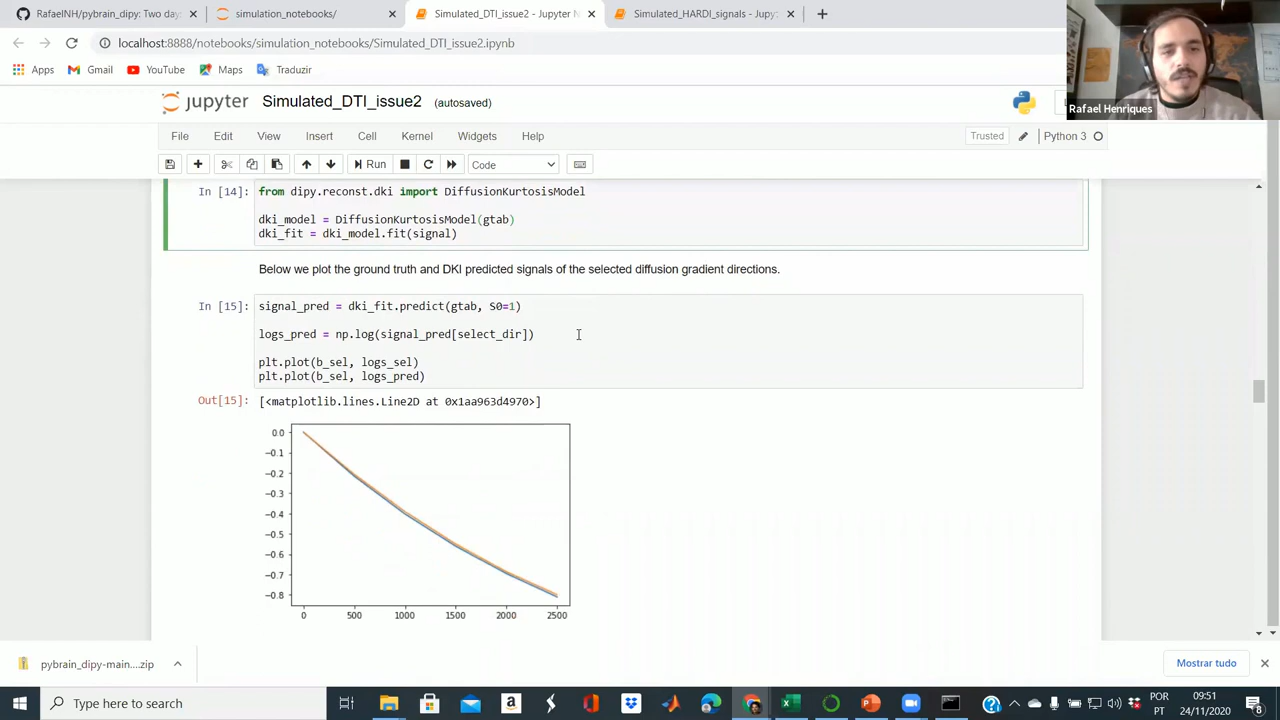 RafaelNH/pybrain_dipy: Two day:
simulation_notebooks/
Simulated_DTI_issue2 - Jupyter N
Simulated_HARDI_signals - Jupyt
localhost:8888/notebooks/simulation_notebooks/Simulated_DTI_issue2.ipynb
Apps
Gmail
YouTube
Maps
Traduzir
Rafael Henriques
jupyter
Simulated_DTI_issue2
(autosaved)
File
Edit
View
Insert
Cell
Kernel
Widgets
Help
Trusted
Python 3
Run
Code
In [14]:
from dipy.reconst.dki import DiffusionKurtosisModel
dki_model = DiffusionKurtosisModel(gtab)
dki_fit = dki_model.fit(signal)
Below we plot the ground truth and DKI predicted signals of the selected diffusion gradient directions.
In [15]:
signal_pred = dki_fit.predict(gtab, S0=1)
logs_pred = np.log(signal_pred[select_dir])
plt.plot(b_sel, logs_sel)
plt.plot(b_sel, logs_pred)
Out[15]:
[<matplotlib.lines.Line2D at 0x1aa963d4970>]
0.0
−0.1
−0.2
−0.3
−0.4
−0.5
−0.6
−0.7
−0.8
0
500
1000
1500
2000
2500
pybrain_dipy-main....zip
Mostrar tudo
Type here to search
POR
PT
09:51
24/11/2020
8